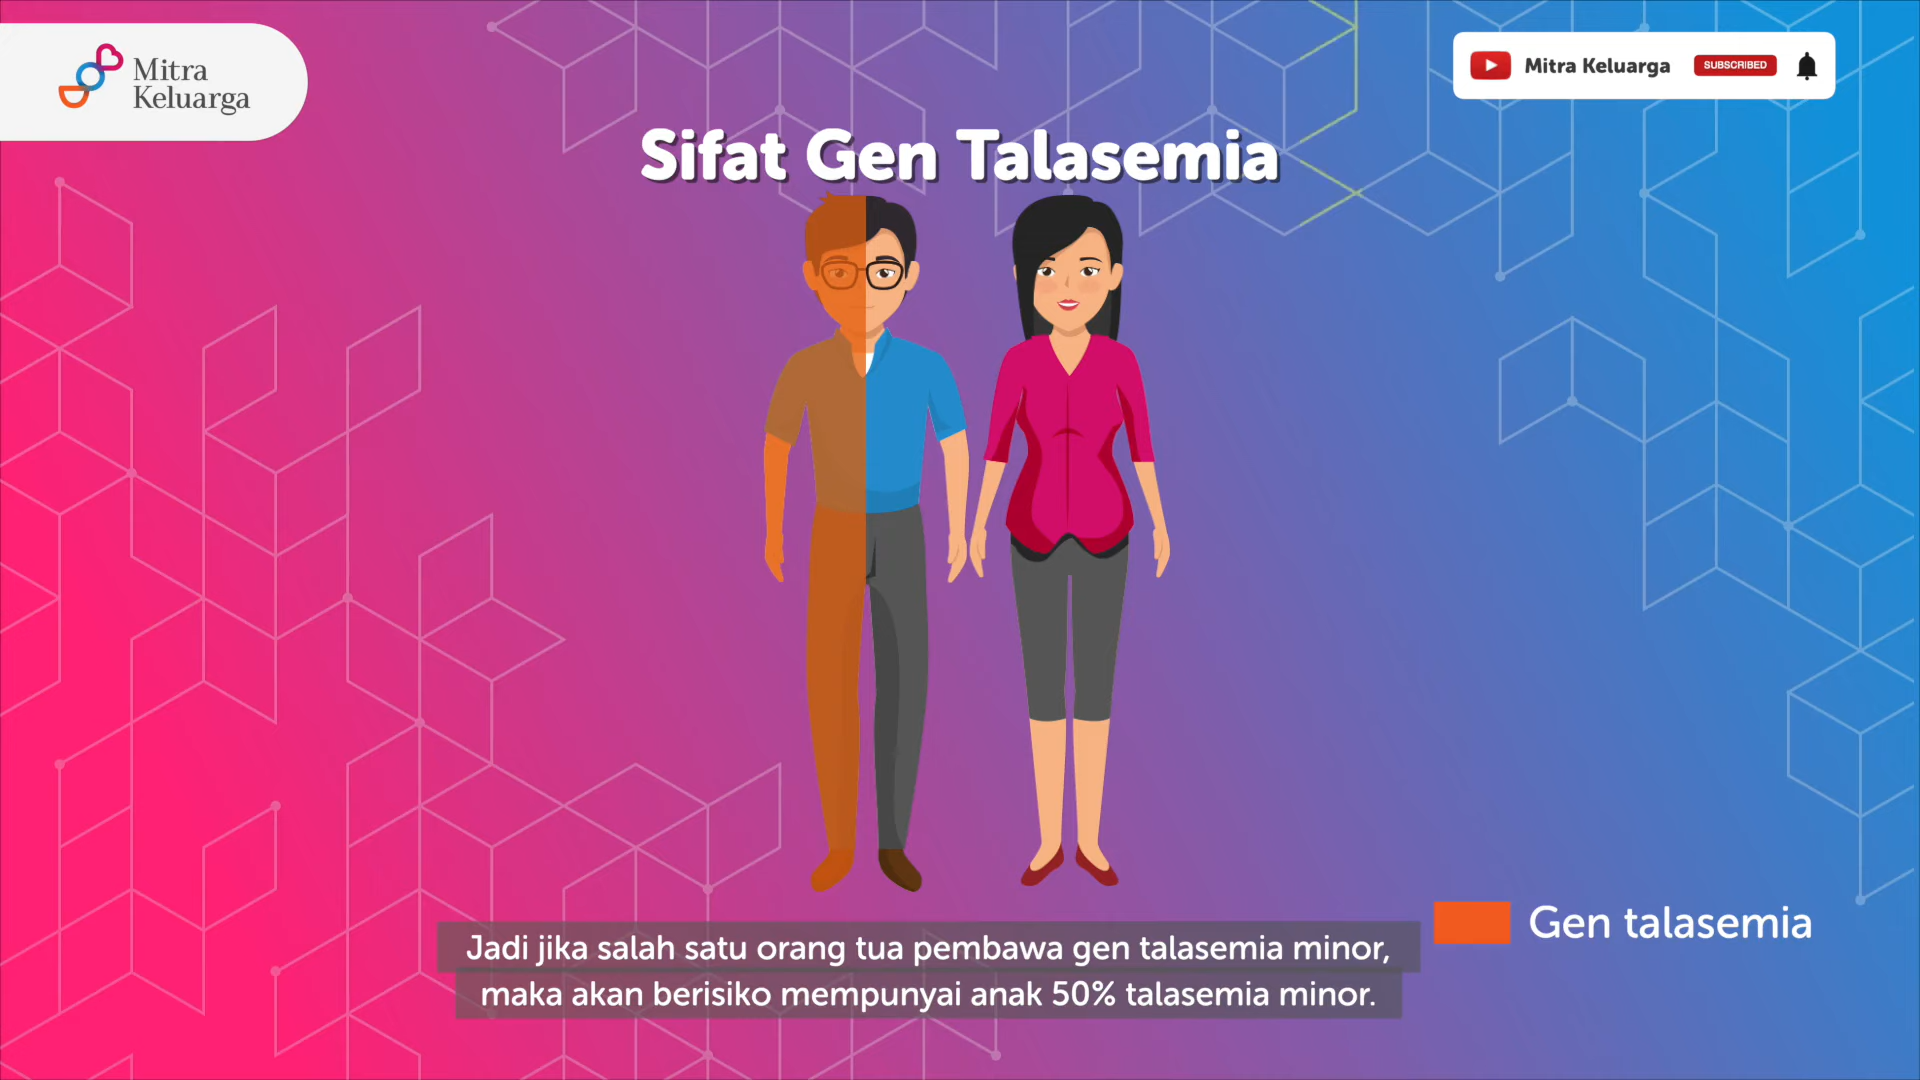 Mitra
Keluarga
Mitra Keluarga
SUBSCRIBED
Sifat Gen Talasemia
Gen talasemia
Jadi jika salah satu orang tua pembawa gen talasemia minor,
maka akan berisiko mempunyai anak 50% talasemia minor.